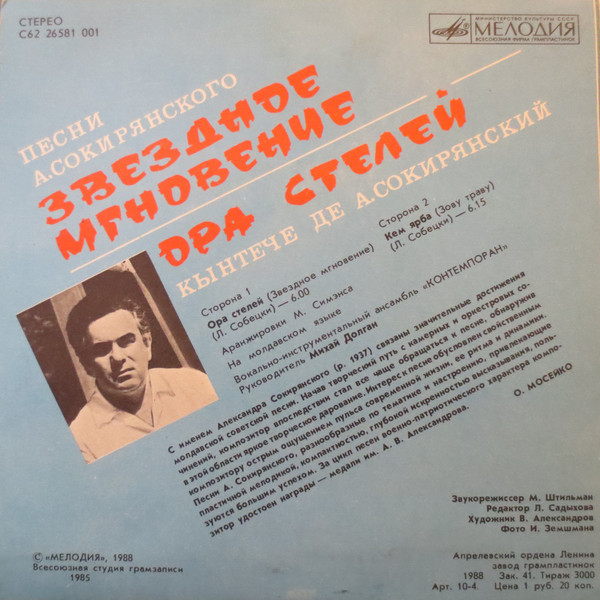 СТЕРЕО
С62 26581 001
МИНИСТЕРСТВО КУЛЬТУРЫ СССР
МЕЛОДИЯ
ВСЕСОЮЗНАЯ ФИРМА ГРАМПЛАСТИНОК
ПЕСНИ
А.СОКИРЯНСКОГО
ЗВЕЗДНОЕ
МГНОВЕНИЕ
ОРА СТЕЛЕЙ
КЫНТЕЧЕ ДЕ А.СОКИРЯНСКИЙ
Сторона 1
Ора стелей (Звездное мгновение)
(Л. Собецки) — 6.00
Сторона 2
Кем ярба (Зову траву)
(Л. Собецки) — 6.15
Аранжировки М. Симэнса
На молдавском языке
Вокально-инструментальный ансамбль «КОНТЕМПОРАН»
Руководитель Михай Долган
С именем Александра Сокирянского (р. 1937) связаны значительные достижения
молдавской советской песни. Начав творческий путь с камерных и оркестровых со-
чинений, композитор впоследствии стал все чаще обращаться к песне, обнаружив
в этой области яркое творческое дарование. Интерес к песне обусловлен свойственным
композитору острым ощущением пульса современной жизни, ее ритма и динамики.
Песни А. Сокирянского, разнообразные по тематике и настроению, привлекающие
пластичной мелодикой, компактностью, глубокой искренностью высказывания, поль-
зуются большим успехом. За цикл песен военно-патриотического характера компо-
зитор удостоен награды — медали им. А. В. Александрова.
О. МОСЕЙКО
Звукорежиссер М. Штильман
Редактор Л. Садыхова
Художник В. Александров
Фото И. Земшмана
© «МЕЛОДИЯ», 1988
Всесоюзная студия грамзаписи
1985
Апрелевский ордена Ленина
завод грампластинок
1988 Зак. 41. Тираж 3000
Арт. 10-4. Цена 1 руб. 20 коп.